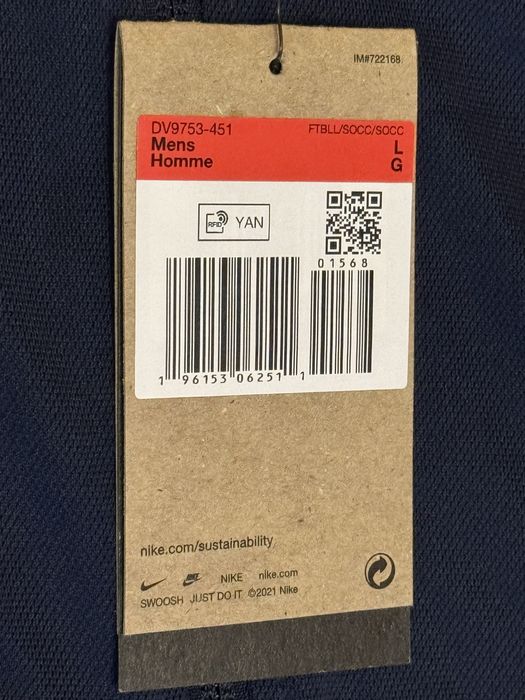 IM#722168
DV9753-451 FTBLL/SOCC/SOCC
Mens L
Homme G
RFID YAN
01568
1 96153 06251 1
nike.com/sustainability
NIKE nike.com
SWOOSH JUST DO IT ©2021 Nike